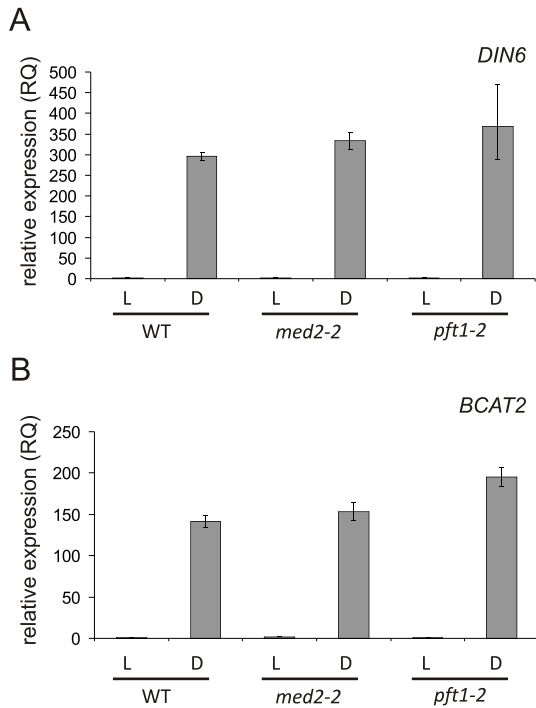 A
DIN6
relative expression (RQ)
500
450
400
350
300
250
200
150
100
50
0
L D L D L D
WT med2-2 pft1-2
B
BCAT2
relative expression (RQ)
250
200
150
100
50
0
L D L D L D
WT med2-2 pft1-2